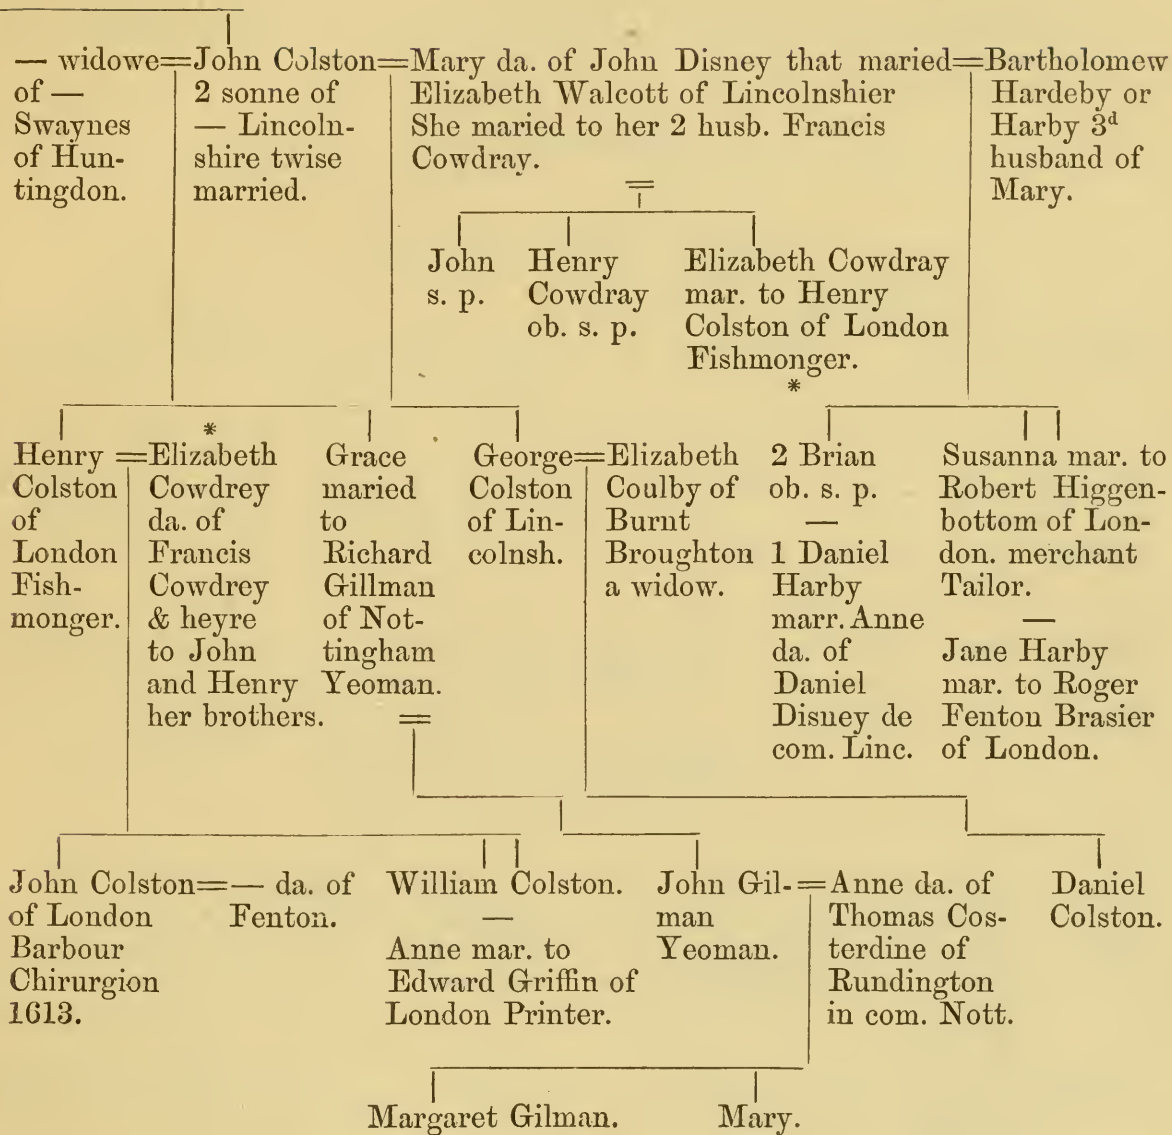 — widowe=John Colston=Mary da. of John Disney that maried=Bartholomew
of —
Swaynes
of Hun-
tingdon.
2 sonne of
— Lincoln-
shire twise
married.
Elizabeth Walcott of Lincolnshier
She maried to her 2 husb. Francis
Cowdray.
Hardeby or
Harby 3d
husband of
Mary.
=
John
s. p.
Henry
Cowdray
ob. s. p.
Elizabeth Cowdray
mar. to Henry
Colston of London
Fishmonger.
*
Henry
Colston
of
London
Fish-
monger.
*
=Elizabeth
Cowdrey
da. of
Francis
Cowdrey
& heyre
to John
and Henry
her brothers.
Grace
maried
to
Richard
Gillman
of Not-
tingham
Yeoman.
=
George=
Colston
of Lin-
colnsh.
Elizabeth
Coulby of
Burnt
Broughton
a widow.
2 Brian
ob. s. p.
—
1 Daniel
Harby
marr. Anne
da. of
Daniel
Disney de
com. Linc.
Susanna mar. to
Robert Higgen-
bottom of Lon-
don. merchant
Tailor.
—
Jane Harby
mar. to Roger
Fenton Brasier
of London.
John Colston=
of London
Barbour
Chirurgion
1613.
— da. of
Fenton.
William Colston.
—
Anne mar. to
Edward Griffin of
London Printer.
John Gil-=
man
Yeoman.
Anne da. of
Thomas Cos-
terdine of
Rundington
in com. Nott.
Daniel
Colston.
Margaret Gilman.
Mary.